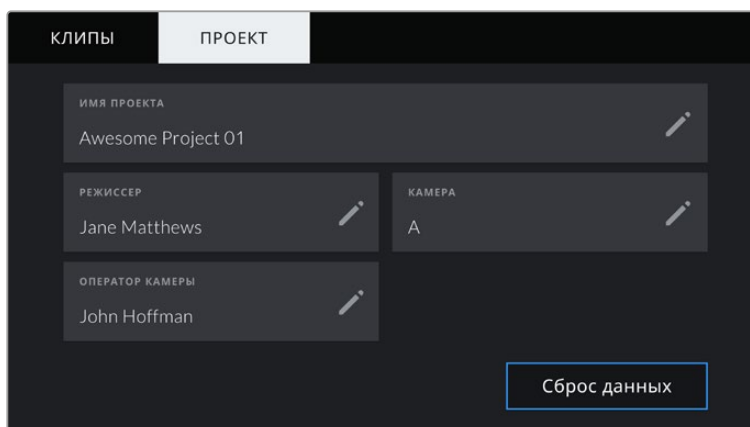 КЛИПЫ ПРОЕКТ
ИМЯ ПРОЕКТА
Awesome Project 01
РЕЖИССЕР
Jane Matthews
КАМЕРА
A
ОПЕРАТОР КАМЕРЫ
John Hoffman
Сброс данных